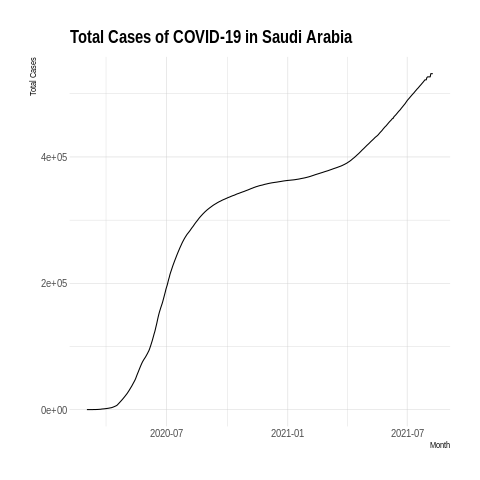 Total Cases of COVID-19 in Saudi Arabia
Total Cases
4e+05
2e+05
0e+00
2020-07
2021-01
2021-07
Month